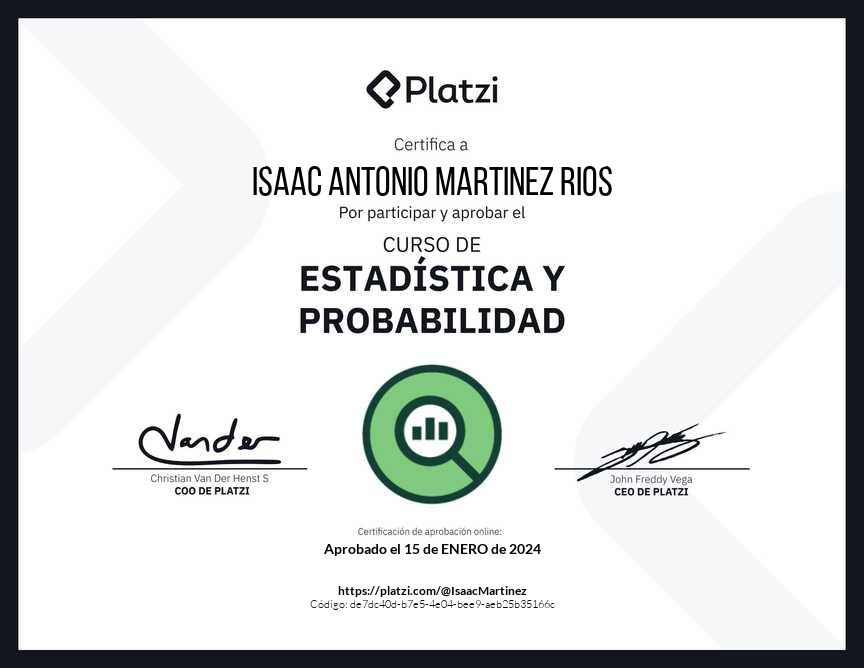 Platzi
Certifica a
ISAAC ANTONIO MARTINEZ RIOS
Por participar y aprobar el
CURSO DE
ESTADÍSTICA Y
PROBABILIDAD
Vander
Christian Van Der Henst S
COO DE PLATZI
John Freddy Vega
CEO DE PLATZI
Certificación de aprobación online:
Aprobado el 15 de ENERO de 2024
https://platzi.com/@IsaacMartinez
Código: de7dc40d-b7e5-4e04-bee9-aeb25b35166c